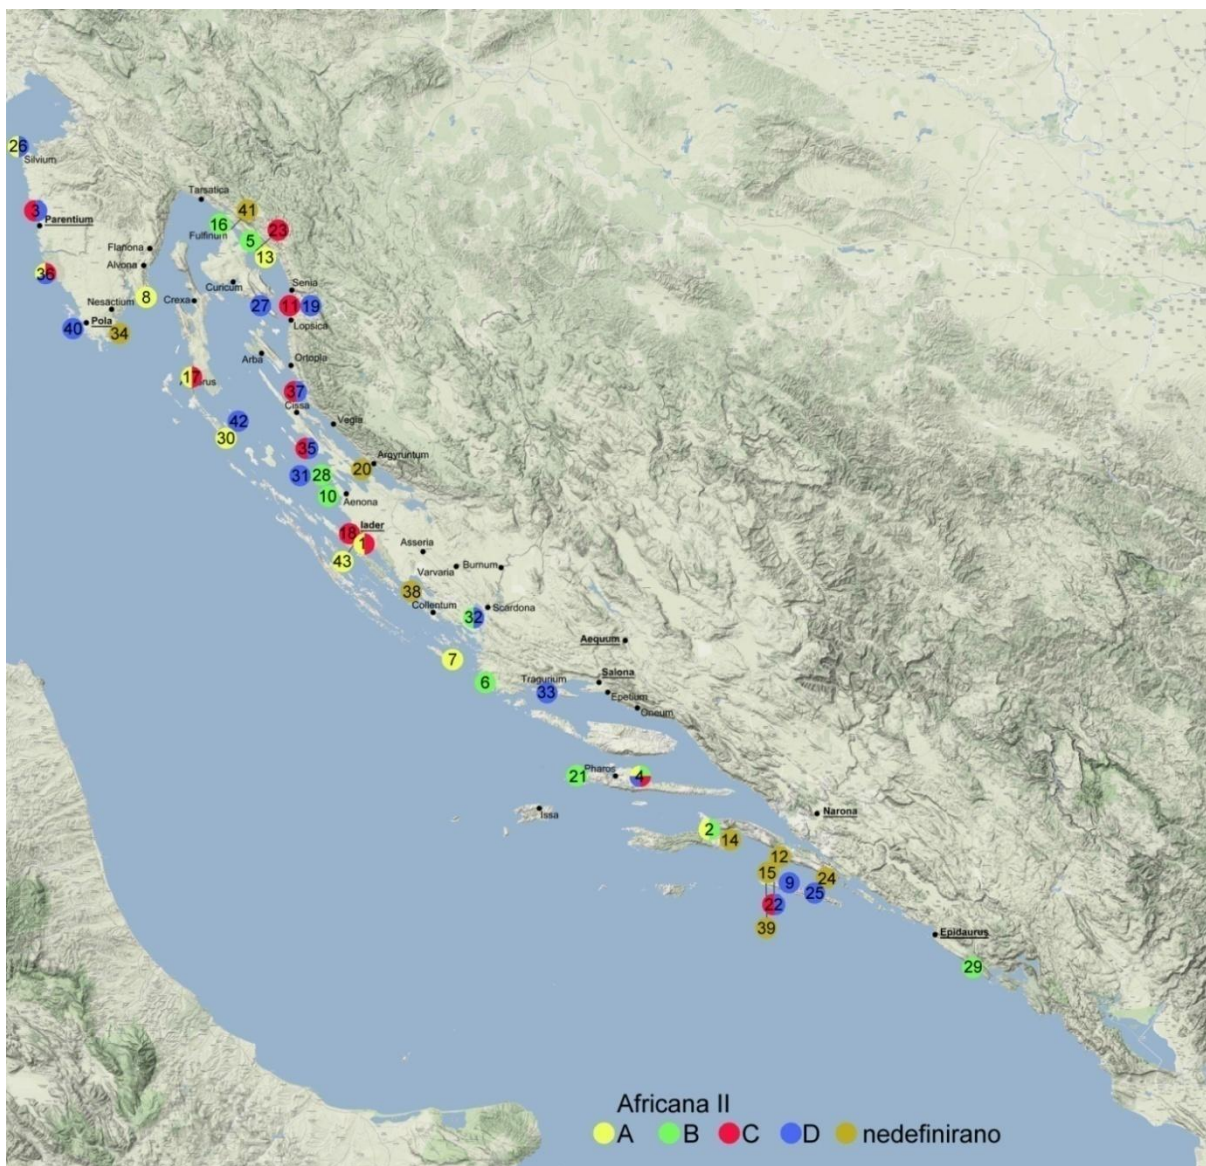 26
Silvium
Tarsatica
3
Parentium
16
41
Fulfinum
5
23
13
Flanona
Alvona
36
Curicum
Senia
8
Crexa
27
11
19
Nesactium
Pola
40
34
Lopsica
Arba
Ortopla
17
37
Cissa
42
Vegia
30
35
Argyruntum
20
31
28
10
Aenona
18
Iader
1
43
Asseria
Varvaria
Burnum
38
Collentum
Scardona
32
Aequum
7
Salona
6
Tragurium
33
Epetium
Oneum
21
Pharos
4
Issa
Narona
2
14
12
15
9
24
25
22
39
Epidaurus
29
Africana II
A B C D nedefinirano